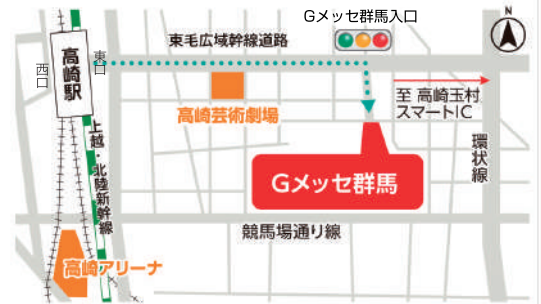 Gメッセ群馬入口
N
東毛広域幹線道路
東口
西口
高崎駅
至 高崎玉村
スマートIC
高崎芸術劇場
上越・北陸新幹線
環状線
Gメッセ群馬
競馬場通り線
高崎アリーナ